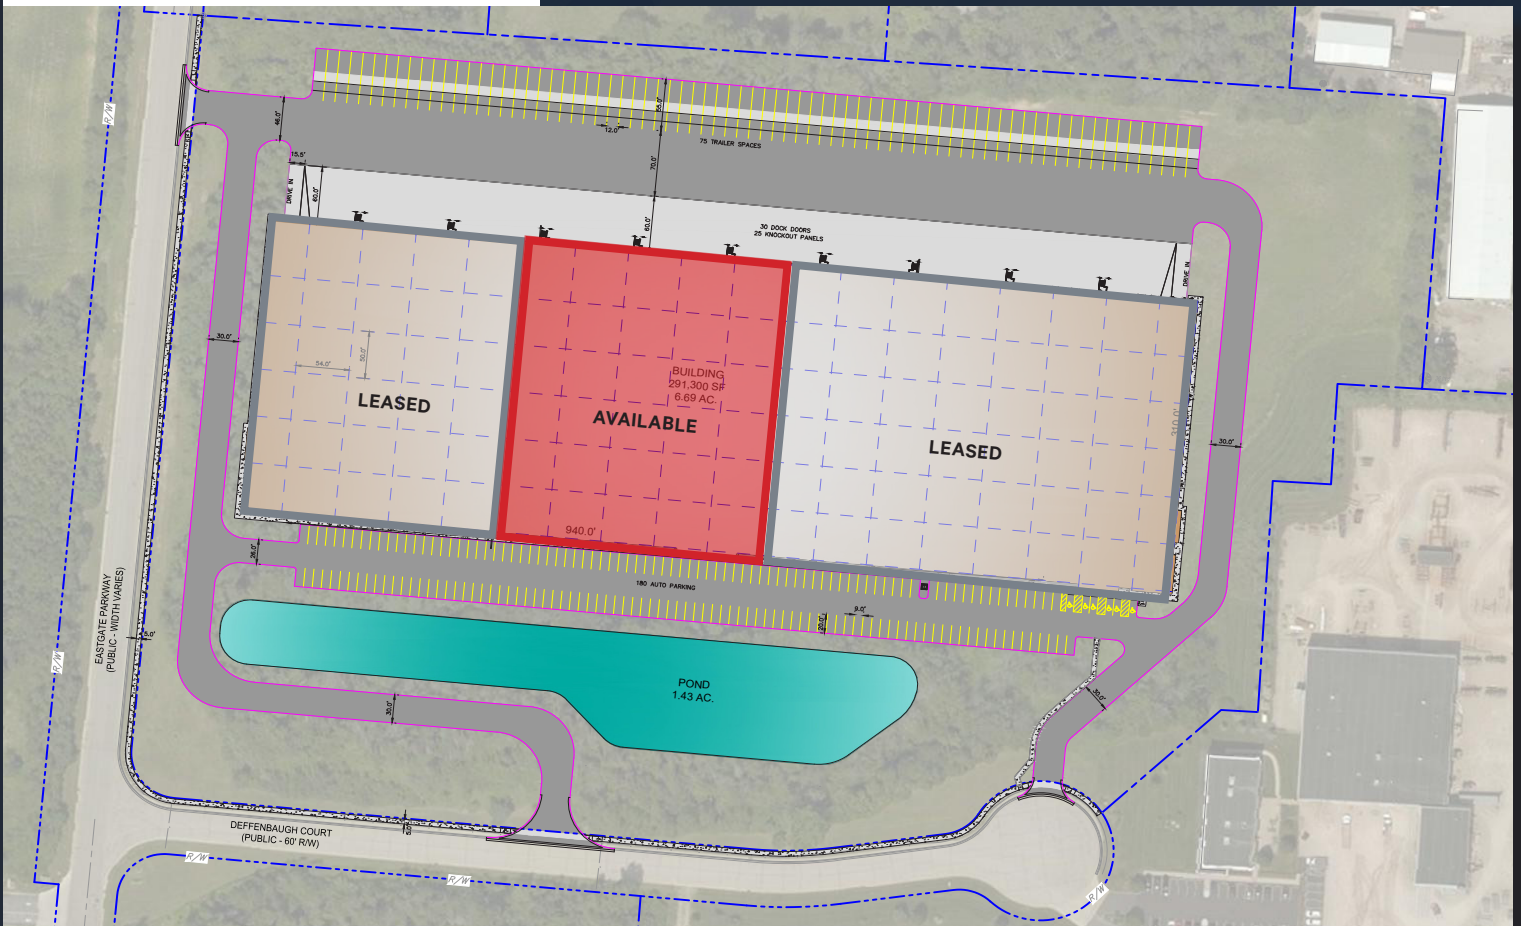 R/W
46.0'
55.0'
12.0'
75 TRAILER SPACES
70.0'
15.5'
DRIVE IN
60.0'
60.0'
30 DOCK DOORS
25 KNOCKOUT PANELS
DRIVE IN
30.0'
54.0'
50.0'
BUILDING
291,300 SF
6.69 AC.
LEASED
AVAILABLE
LEASED
310.0'
30.0'
940.0'
26.0'
180 AUTO PARKING
9.0'
20.0'
EASTGATE PARKWAY
(PUBLIC - WIDTH VARIES)
5.0'
R/W
POND
1.43 AC.
30.0'
30.0'
DEFFENBAUGH COURT
(PUBLIC - 60' R/W)
5.0'
R/W
R/W
R/W